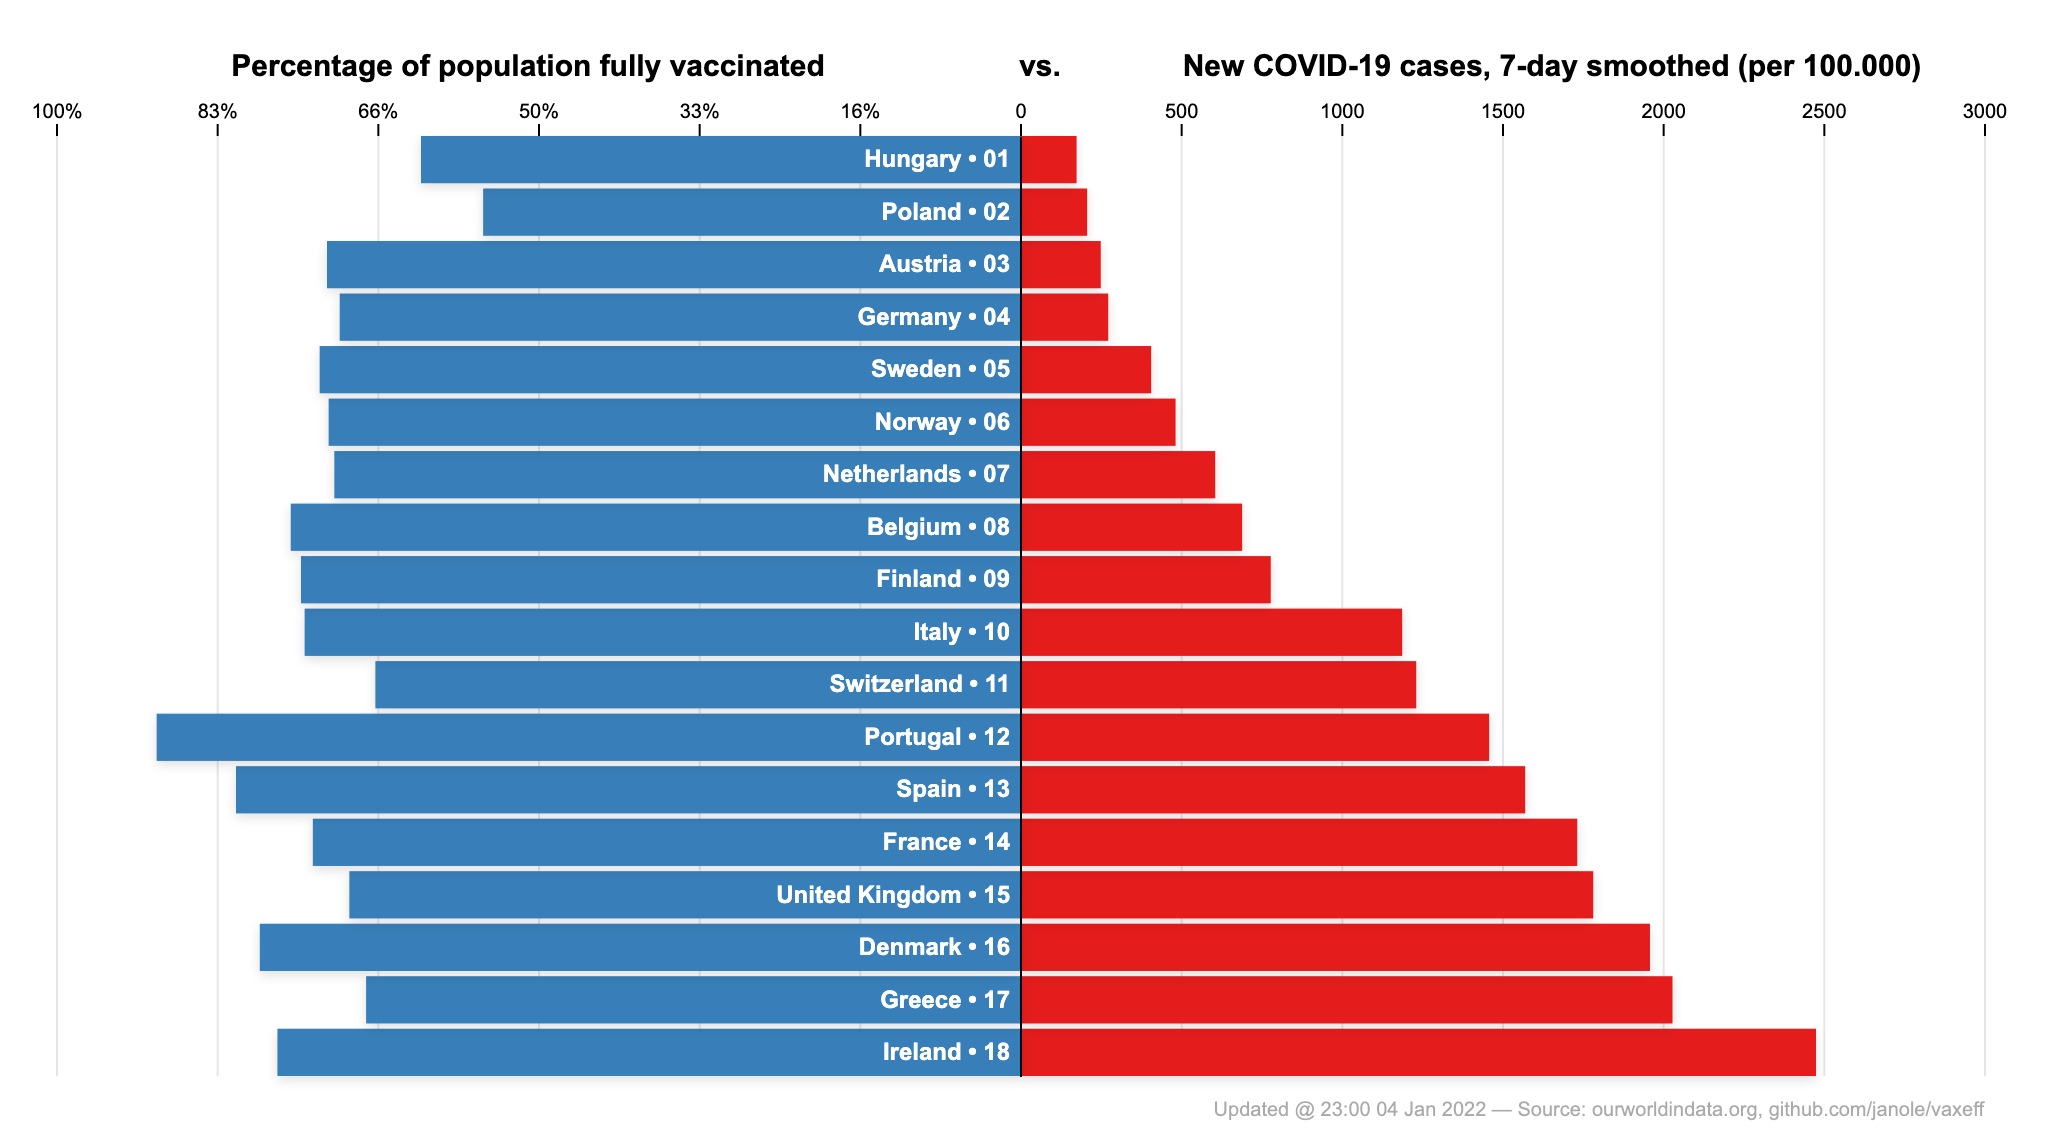 Percentage of population fully vaccinated vs. New COVID-19 cases, 7-day smoothed (per 100.000)
100% 83% 66% 50% 33% 16% 0 500 1000 1500 2000 2500 3000
Hungary • 01
Poland • 02
Austria • 03
Germany • 04
Sweden • 05
Norway • 06
Netherlands • 07
Belgium • 08
Finland • 09
Italy • 10
Switzerland • 11
Portugal • 12
Spain • 13
France • 14
United Kingdom • 15
Denmark • 16
Greece • 17
Ireland • 18
Updated @ 23:00 04 Jan 2022 — Source: ourworldindata.org, github.com/janole/vaxeff